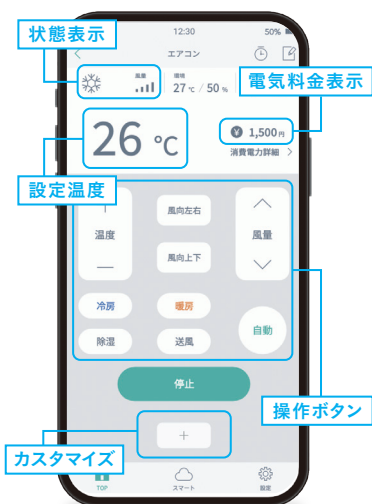 状態表示
12:30
50%
エアコン
風量
環境
27℃ / 50%
電気料金表示
26 ℃
¥ 1,500円
消費電力詳細 >
設定温度
+
温度
—
風向左右
風向上下
風量
冷房
暖房
除湿
送風
自動
停止
操作ボタン
+
カスタマイズ
TOP
スマート
設定